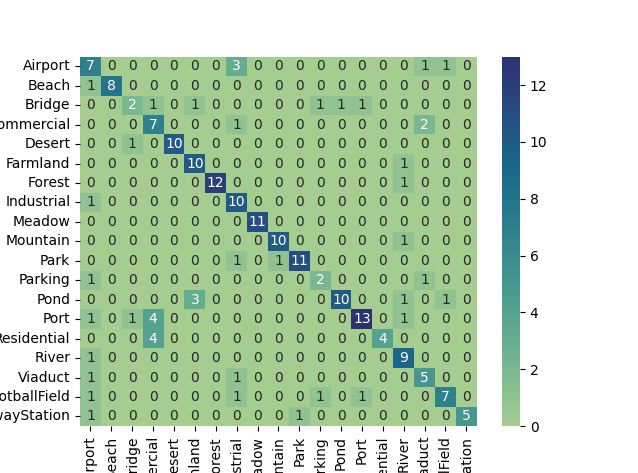 Airport 7 0 0 0 0 0 0 3 0 0 0 0 0 0 0 0 1 1 0
Beach 1 8 0 0 0 0 0 0 0 0 0 0 0 0 0 0 0 0 0
Bridge 0 0 2 1 0 1 0 0 0 0 0 1 1 1 0 0 0 0 0
ommercial 0 0 0 7 0 0 0 1 0 0 0 0 0 0 0 0 2 0 0
Desert 0 0 1 0 10 0 0 0 0 0 0 0 0 0 0 0 0 0 0
Farmland 0 0 0 0 0 10 0 0 0 0 0 0 0 0 0 1 0 0 0
Forest 0 0 0 0 0 0 12 0 0 0 0 0 0 0 0 1 0 0 0
Industrial 1 0 0 0 0 0 0 10 0 0 0 0 0 0 0 0 0 0 0
Meadow 0 0 0 0 0 0 0 0 11 0 0 0 0 0 0 0 0 0 0
Mountain 0 0 0 0 0 0 0 0 0 10 0 0 0 0 0 1 0 0 0
Park 0 0 0 0 0 0 0 1 0 1 11 0 0 0 0 0 0 0 0
Parking 1 0 0 0 0 0 0 0 0 0 0 2 0 0 0 0 1 0 0
Pond 0 0 0 0 0 3 0 0 0 0 0 0 10 0 0 1 0 1 0
Port 1 0 1 4 0 0 0 0 0 0 0 0 0 13 0 1 0 0 0
esidential 0 0 0 4 0 0 0 0 0 0 0 0 0 0 4 0 0 0 0
River 1 0 0 0 0 0 0 0 0 0 0 0 0 0 0 9 0 0 0
Viaduct 1 0 0 0 0 0 0 1 0 0 0 0 0 0 0 0 5 0 0
otballField 1 0 0 0 0 0 0 1 0 0 0 1 0 1 0 0 0 7 0
wayStation 1 0 0 0 0 0 0 0 0 0 1 0 0 0 0 0 0 0 5
rport
each
ridge
ercial
esert
nland
orest
strial
adow
ntain
Park
rking
Pond
Port
ential
River
aduct
lField
ation
12
10
8
6
4
2
0